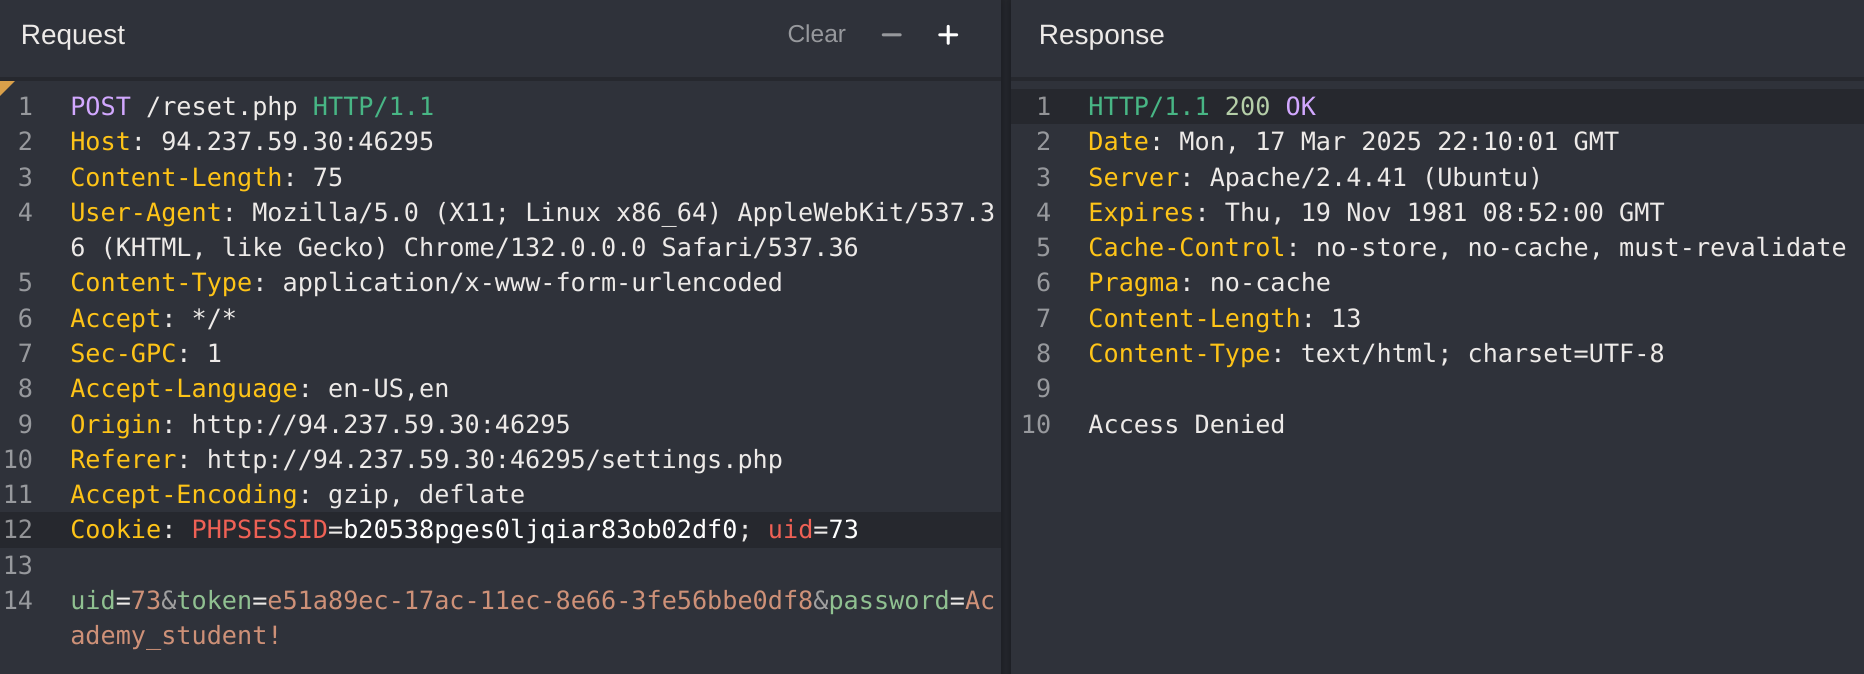 Request
Clear
1 POST /reset.php HTTP/1.1
2 Host: 94.237.59.30:46295
3 Content-Length: 75
4 User-Agent: Mozilla/5.0 (X11; Linux x86_64) AppleWebKit/537.3
6 (KHTML, like Gecko) Chrome/132.0.0.0 Safari/537.36
5 Content-Type: application/x-www-form-urlencoded
6 Accept: */*
7 Sec-GPC: 1
8 Accept-Language: en-US,en
9 Origin: http://94.237.59.30:46295
10 Referer: http://94.237.59.30:46295/settings.php
11 Accept-Encoding: gzip, deflate
12 Cookie: PHPSESSID=b20538pges0ljqiar83ob02df0; uid=73
13
14 uid=73&token=e51a89ec-17ac-11ec-8e66-3fe56bbe0df8&password=Ac
ademy_student!
Response
1 HTTP/1.1 200 OK
2 Date: Mon, 17 Mar 2025 22:10:01 GMT
3 Server: Apache/2.4.41 (Ubuntu)
4 Expires: Thu, 19 Nov 1981 08:52:00 GMT
5 Cache-Control: no-store, no-cache, must-revalidate
6 Pragma: no-cache
7 Content-Length: 13
8 Content-Type: text/html; charset=UTF-8
9
10 Access Denied